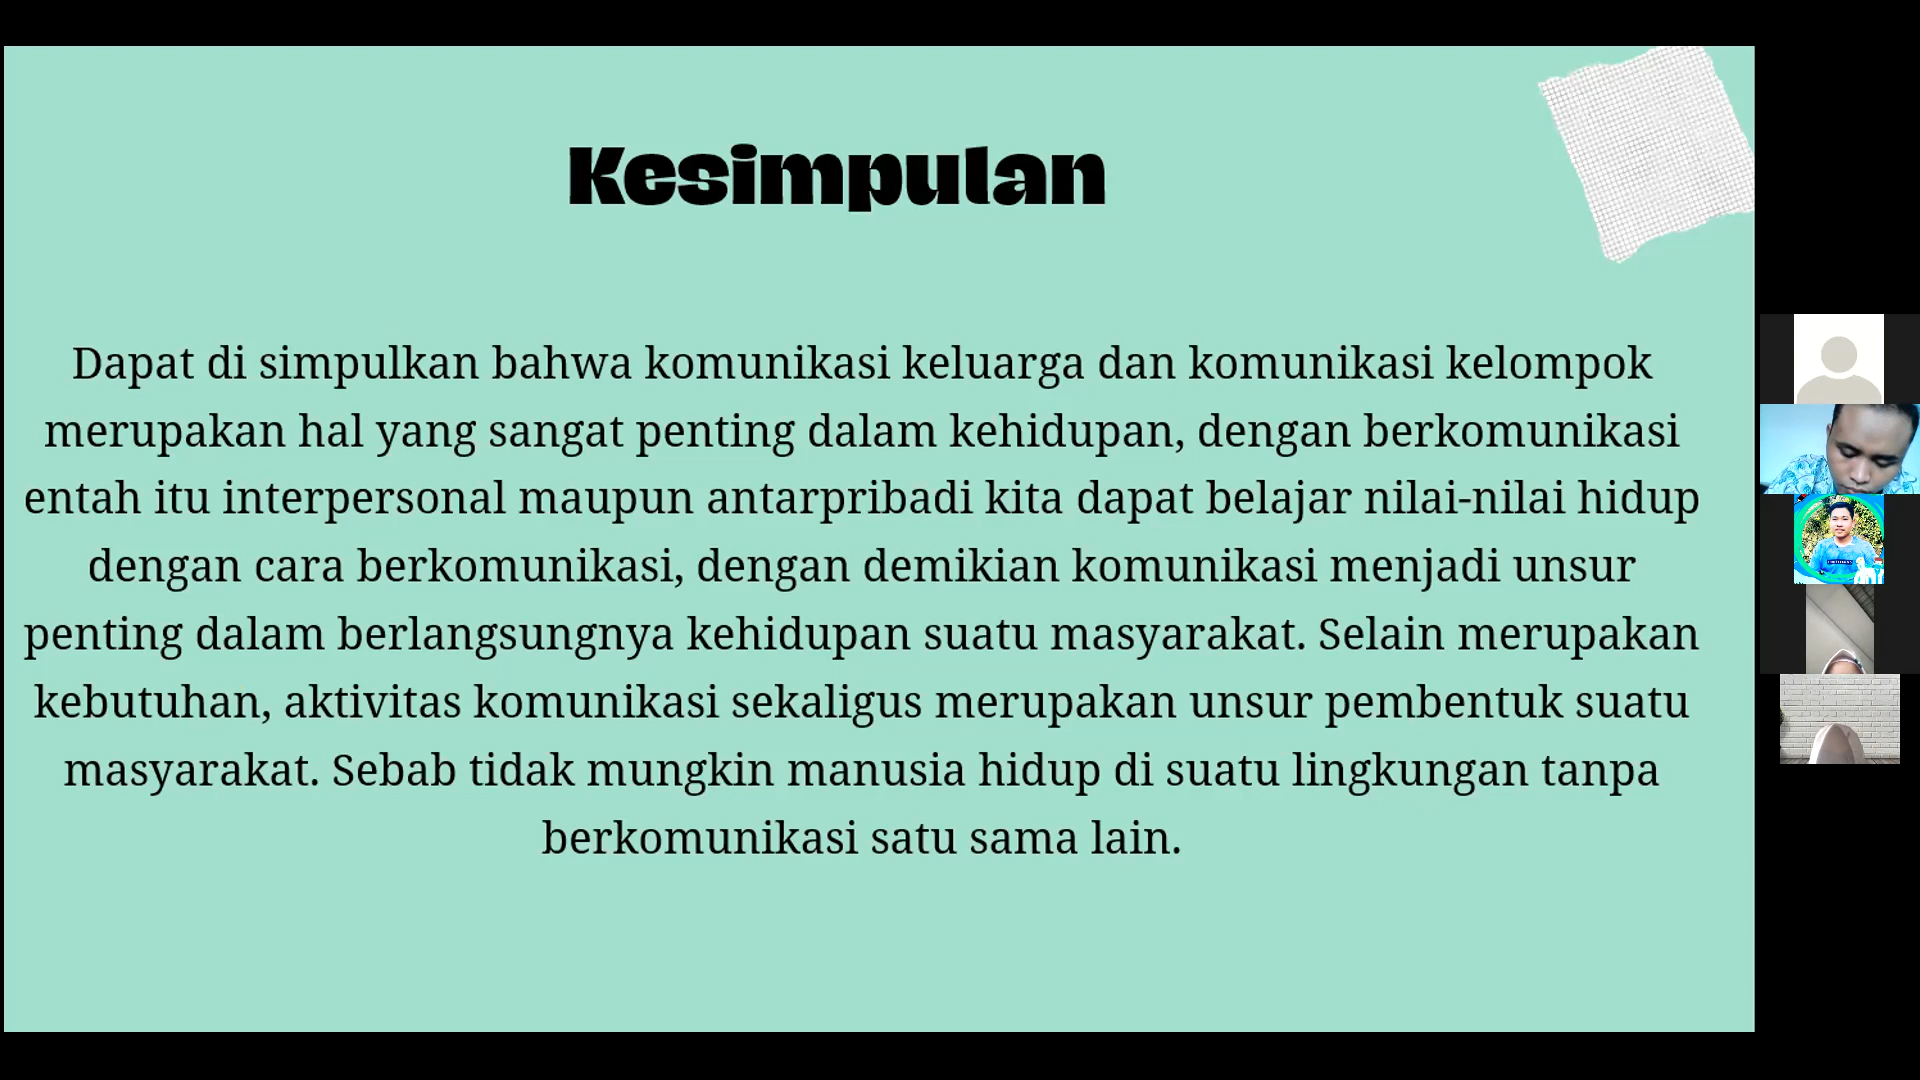 Kesimpulan
Dapat di simpulkan bahwa komunikasi keluarga dan komunikasi kelompok
merupakan hal yang sangat penting dalam kehidupan, dengan berkomunikasi
entah itu interpersonal maupun antarpribadi kita dapat belajar nilai-nilai hidup
dengan cara berkomunikasi, dengan demikian komunikasi menjadi unsur
penting dalam berlangsungnya kehidupan suatu masyarakat. Selain merupakan
kebutuhan, aktivitas komunikasi sekaligus merupakan unsur pembentuk suatu
masyarakat. Sebab tidak mungkin manusia hidup di suatu lingkungan tanpa
berkomunikasi satu sama lain.